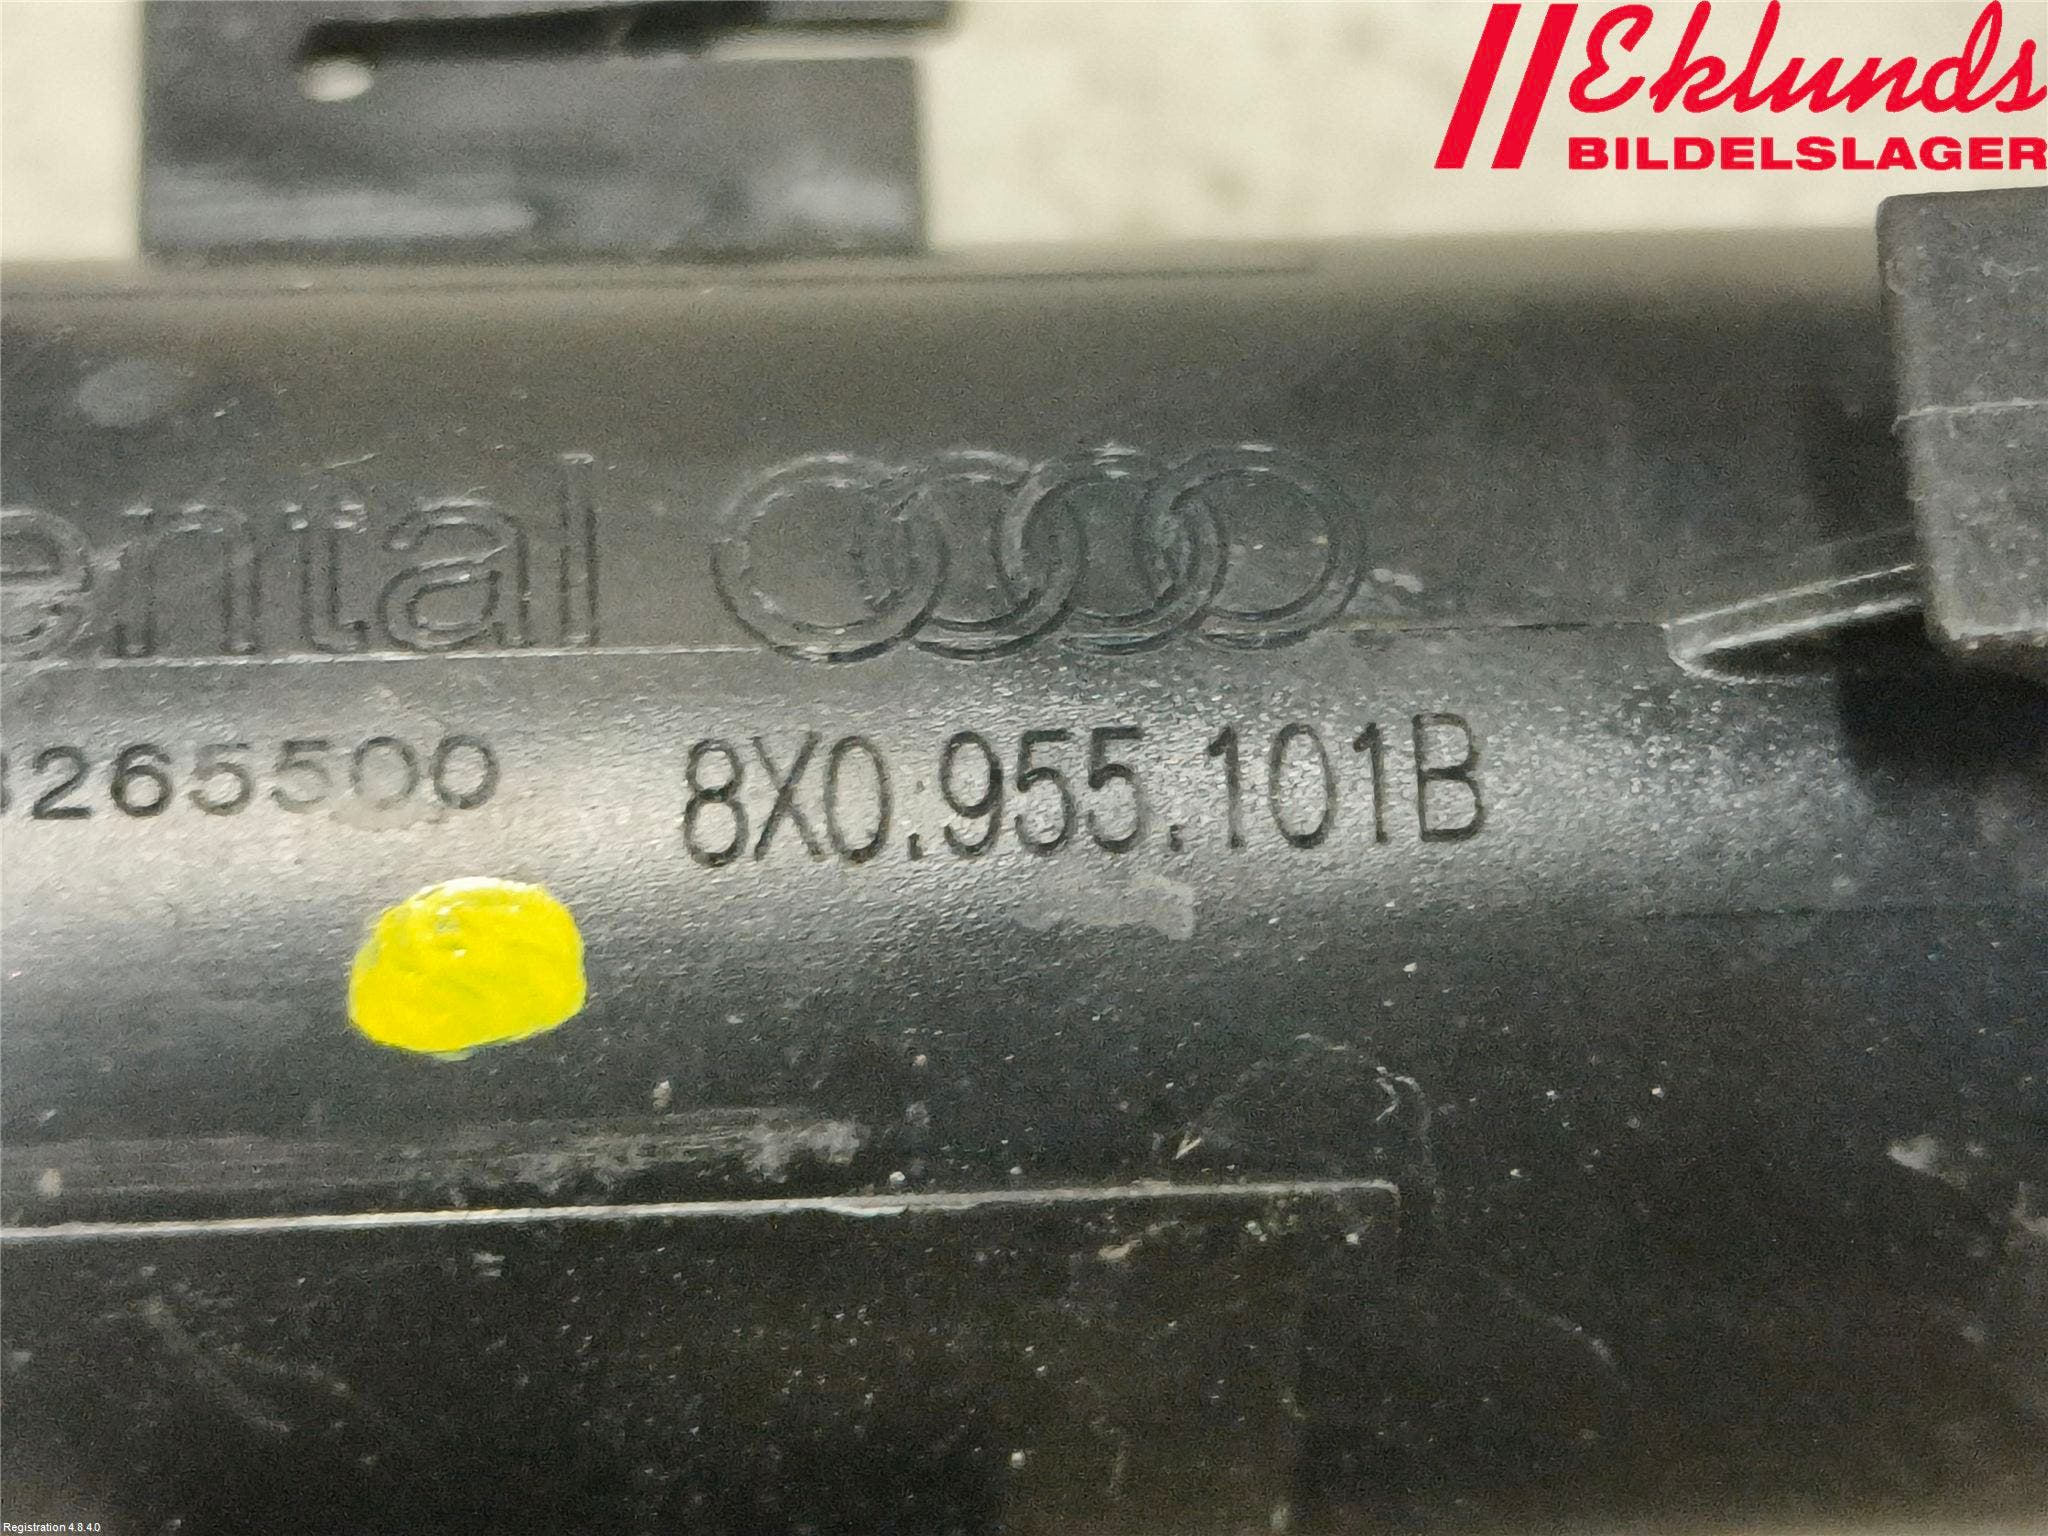 Eklunds
BILDELSLAGER
ental
265500 8X0.955.101B
Registration 4.8.4.0